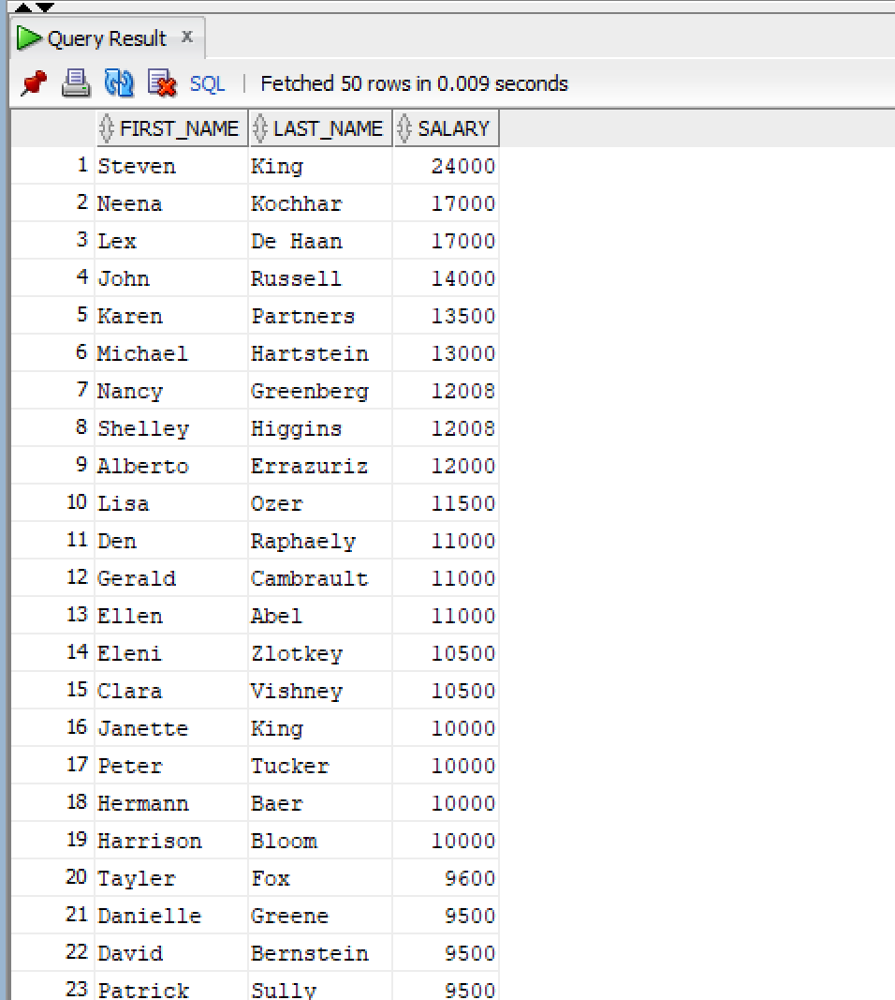 Query Result x
SQL | Fetched 50 rows in 0.009 seconds
FIRST_NAME LAST_NAME SALARY
1 Steven King 24000
2 Neena Kochhar 17000
3 Lex De Haan 17000
4 John Russell 14000
5 Karen Partners 13500
6 Michael Hartstein 13000
7 Nancy Greenberg 12008
8 Shelley Higgins 12008
9 Alberto Errazuriz 12000
10 Lisa Ozer 11500
11 Den Raphaely 11000
12 Gerald Cambrault 11000
13 Ellen Abel 11000
14 Eleni Zlotkey 10500
15 Clara Vishney 10500
16 Janette King 10000
17 Peter Tucker 10000
18 Hermann Baer 10000
19 Harrison Bloom 10000
20 Tayler Fox 9600
21 Danielle Greene 9500
22 David Bernstein 9500
23 Patrick Sully 9500